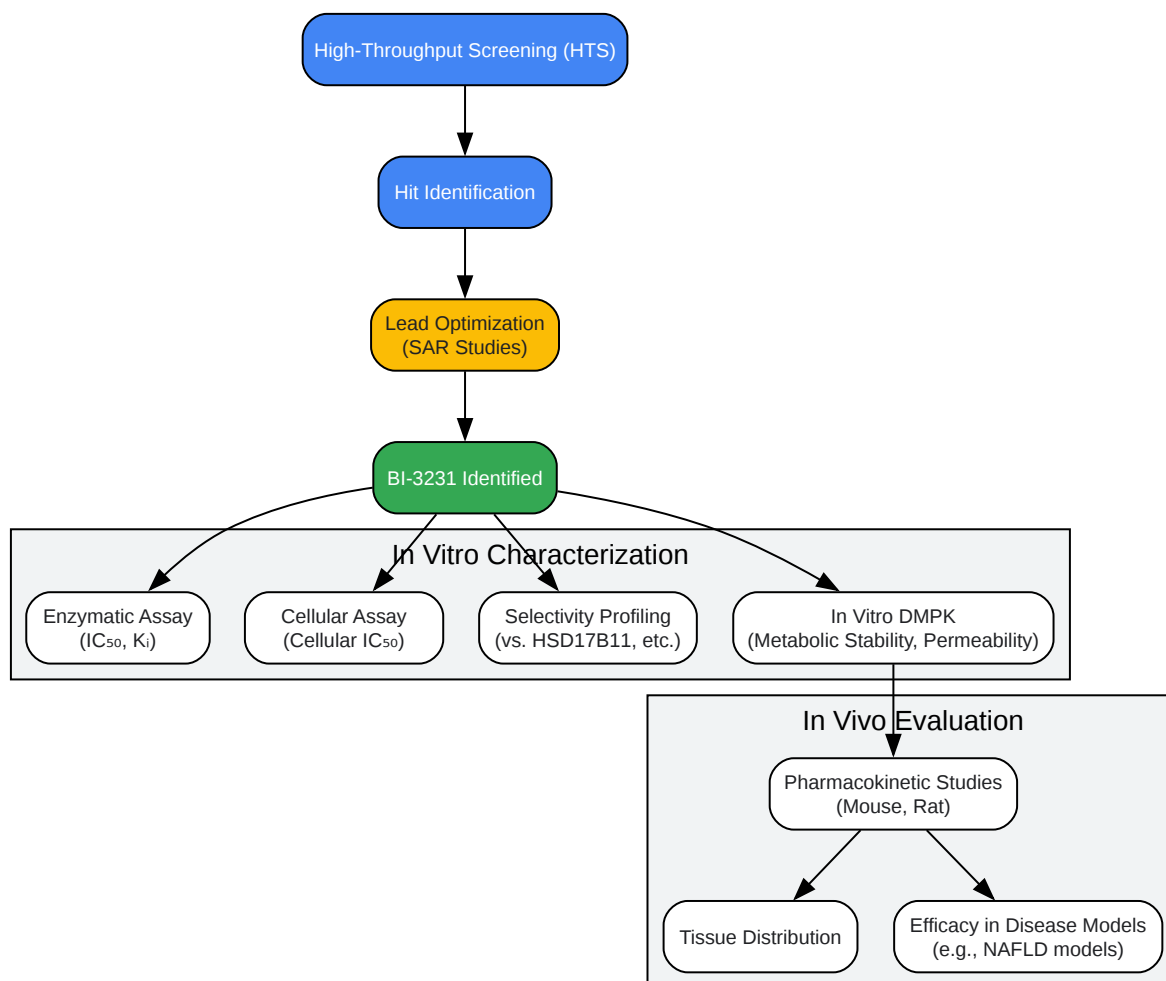 High-Throughput Screening (HTS)
Hit Identification
Lead Optimization
(SAR Studies)
BI-3231 Identified
In Vitro Characterization
Enzymatic Assay
(IC₅₀, Kᵢ)
Cellular Assay
(Cellular IC₅₀)
Selectivity Profiling
(vs. HSD17B11, etc.)
In Vitro DMPK
(Metabolic Stability, Permeability)
In Vivo Evaluation
Pharmacokinetic Studies
(Mouse, Rat)
Tissue Distribution
Efficacy in Disease Models
(e.g., NAFLD models)